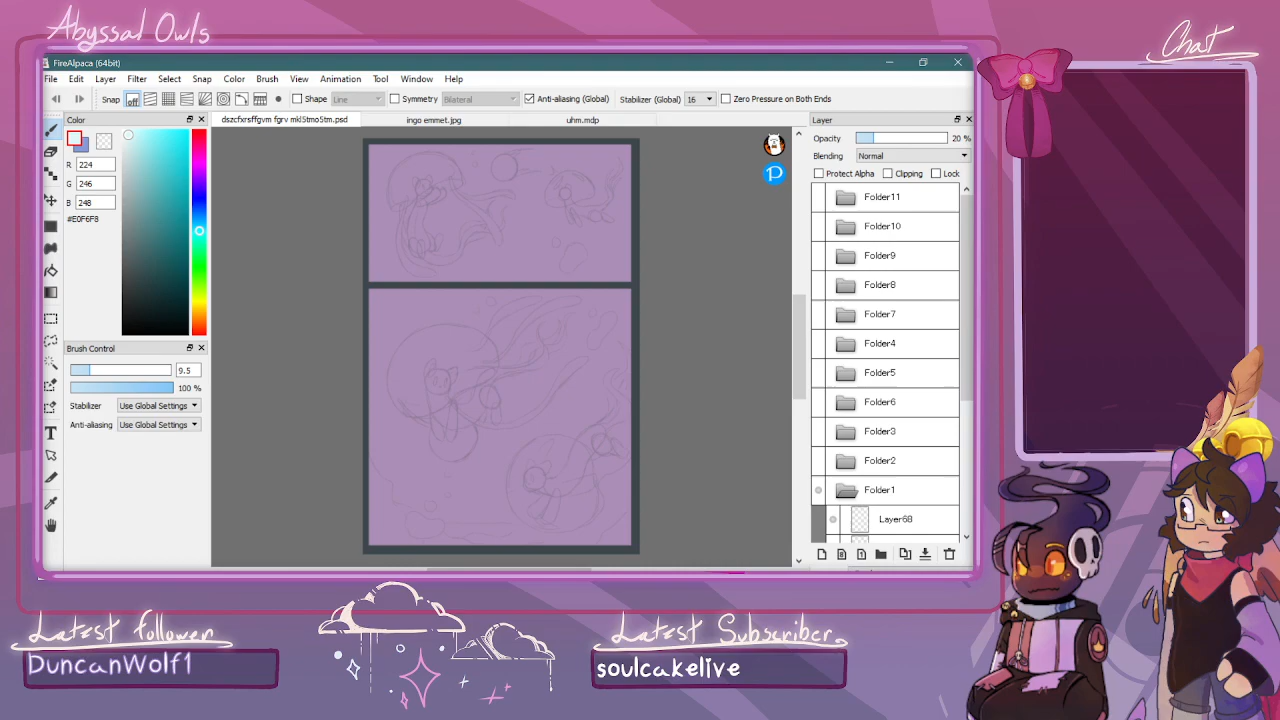 Abyssal Owls
Chat
FireAlpaca (64bit)
File Edit Layer Filter Select Snap Color Brush View Animation Tool Window Help
Snap off Shape Line Symmetry Bilateral Anti-aliasing (Global) Stabilizer (Global) 16 Zero Pressure on Both Ends
Color
dszcfxrsffgvm fgrv mkl5tmo5tm.psd
ingo emmet.jpg
uhm.mdp
Layer
R 224
G 246
B 248
#E0F6F8
Opacity 20 %
Blending Normal
Protect Alpha Clipping Lock
Folder11
Folder10
Folder9
Folder8
Folder7
Folder4
Folder5
Folder6
Folder3
Folder2
Folder1
Layer68
Brush Control
9.5
100 %
Stabilizer Use Global Settings
Anti-aliasing Use Global Settings
Latest follower
DuncanWolf1
Latest Subscriber
soulcakelive